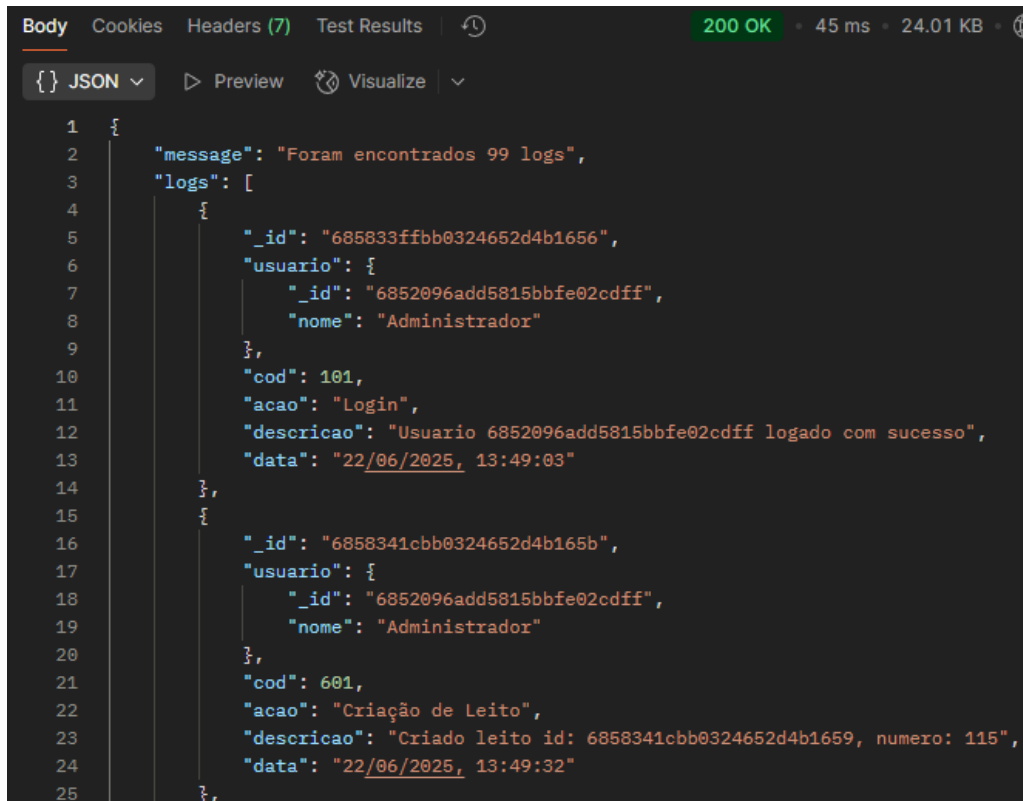 Body Cookies Headers (7) Test Results 200 OK • 45 ms • 24.01 KB •
{} JSON Preview Visualize
1 {
2 "message": "Foram encontrados 99 logs",
3 "logs": [
4 {
5 "_id": "685833ffbb0324652d4b1656",
6 "usuario": {
7 "_id": "6852096add5815bbfe02cdff",
8 "nome": "Administrador"
9 },
10 "cod": 101,
11 "acao": "Login",
12 "descricao": "Usuario 6852096add5815bbfe02cdff logado com sucesso",
13 "data": "22/06/2025, 13:49:03"
14 },
15 {
16 "_id": "6858341cbb0324652d4b165b",
17 "usuario": {
18 "_id": "6852096add5815bbfe02cdff",
19 "nome": "Administrador"
20 },
21 "cod": 601,
22 "acao": "Criação de Leito",
23 "descricao": "Criado leito id: 6858341cbb0324652d4b1659, numero: 115",
24 "data": "22/06/2025, 13:49:32"
25 },